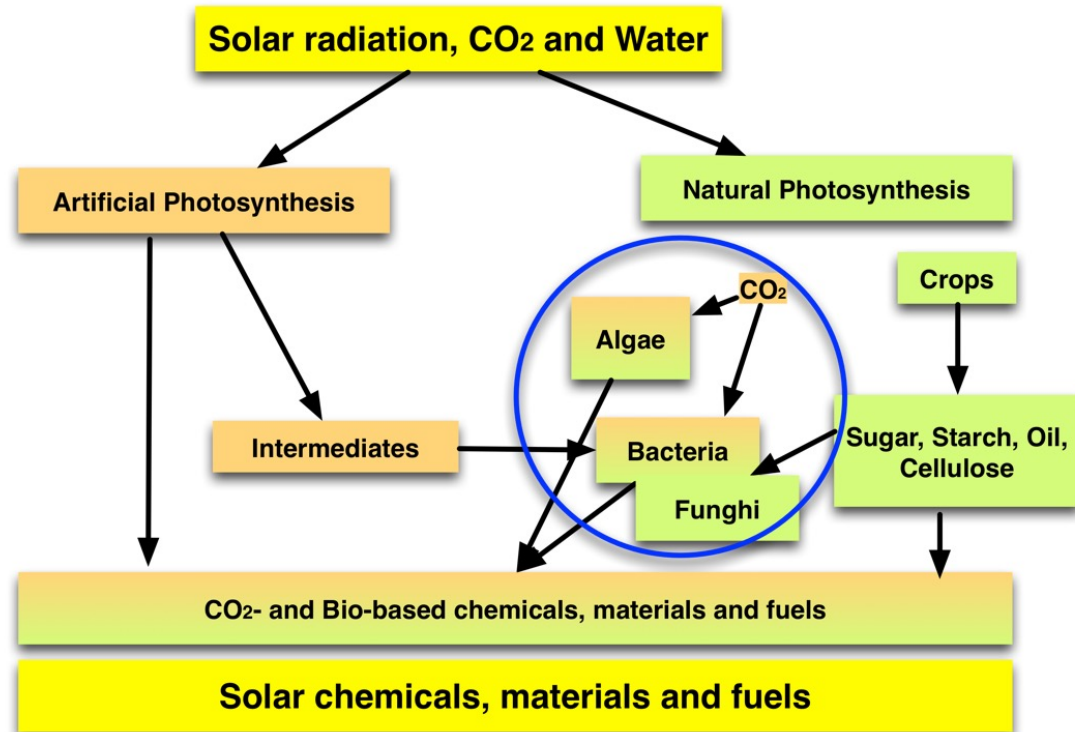 Solar radiation, CO₂ and Water
Artificial Photosynthesis
Natural Photosynthesis
CO₂
Crops
Algae
Intermediates
Bacteria
Sugar, Starch, Oil,
Cellulose
Funghi
CO₂- and Bio-based chemicals, materials and fuels
Solar chemicals, materials and fuels